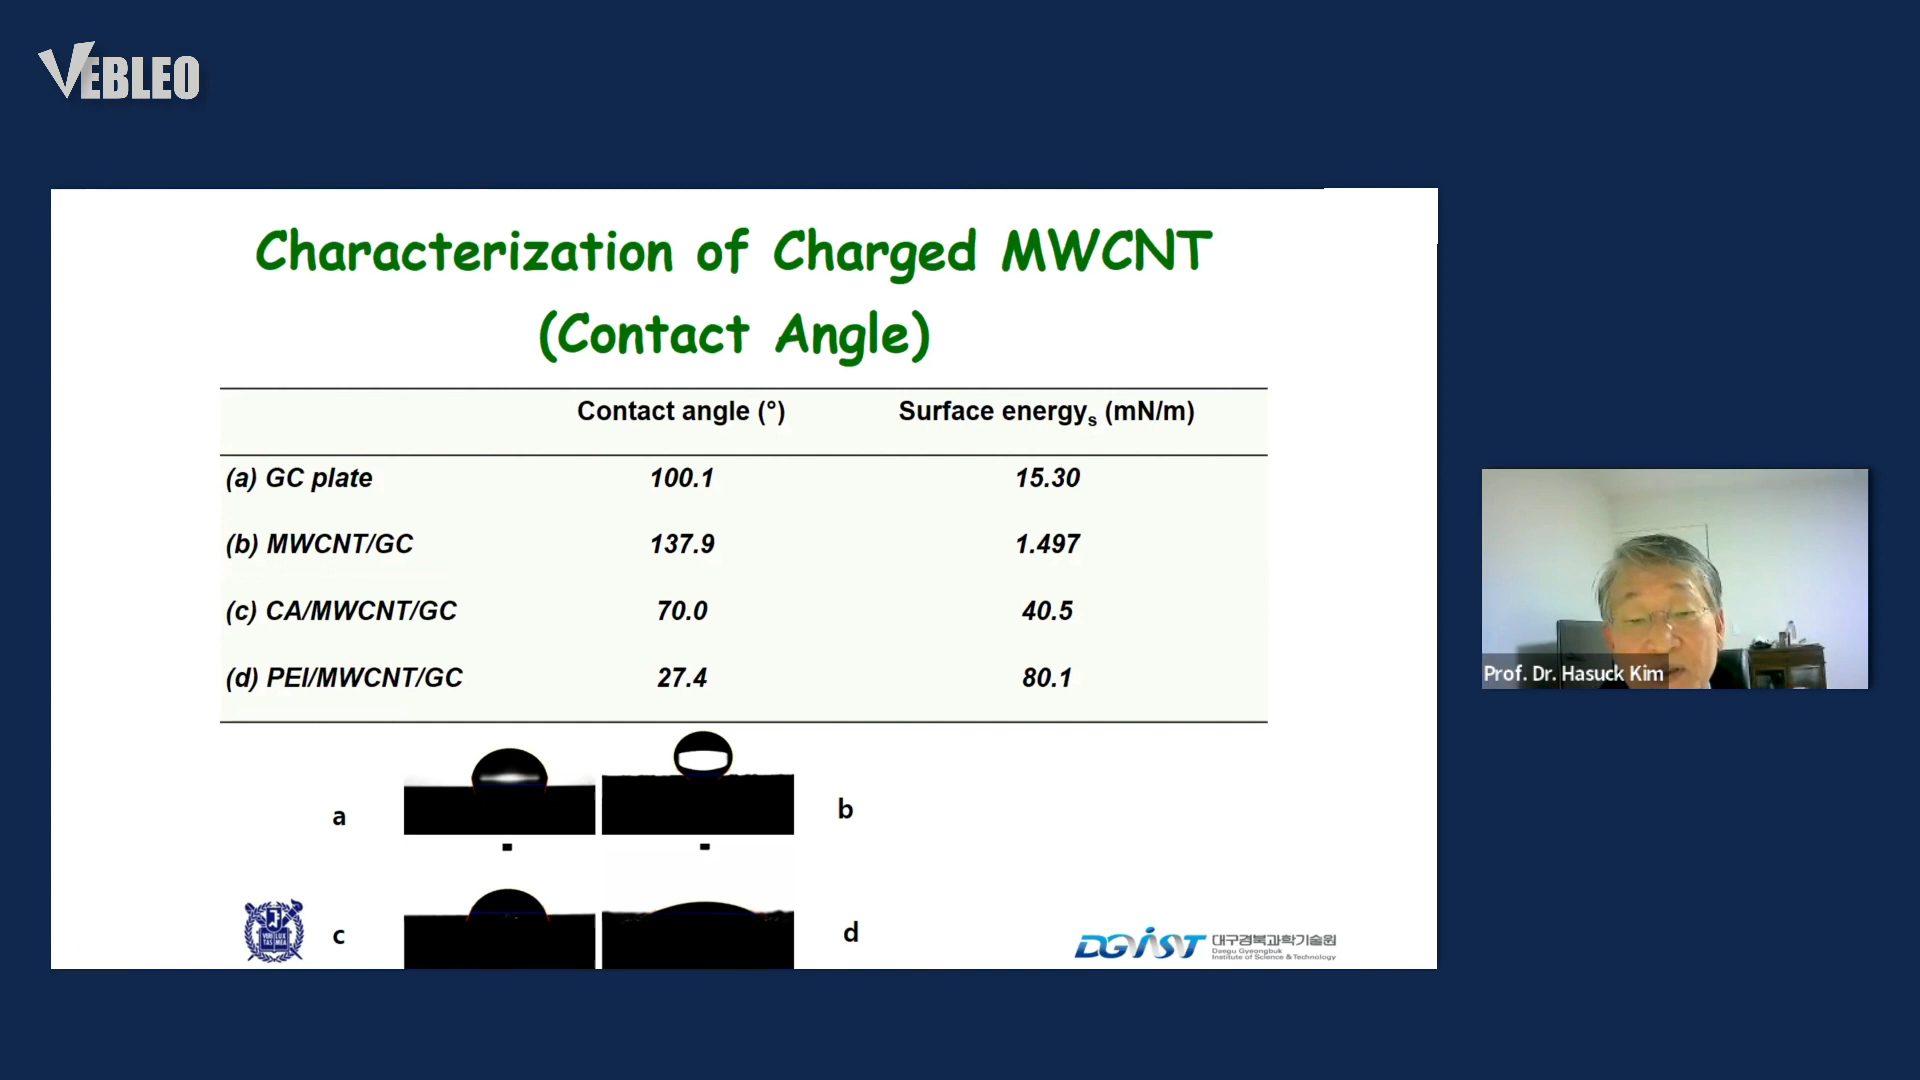 VEBLEO
Characterization of Charged MWCNT
(Contact Angle)
Contact angle (°) Surface energys (mN/m)
(a) GC plate 100.1 15.30
(b) MWCNT/GC 137.9 1.497
(c) CA/MWCNT/GC 70.0 40.5
(d) PEI/MWCNT/GC 27.4 80.1
a
b
c
d
DGIST 대구경북과학기술원
Daegu Gyeongbuk
Institute of Science & Technology
Prof. Dr. Hasuck Kim